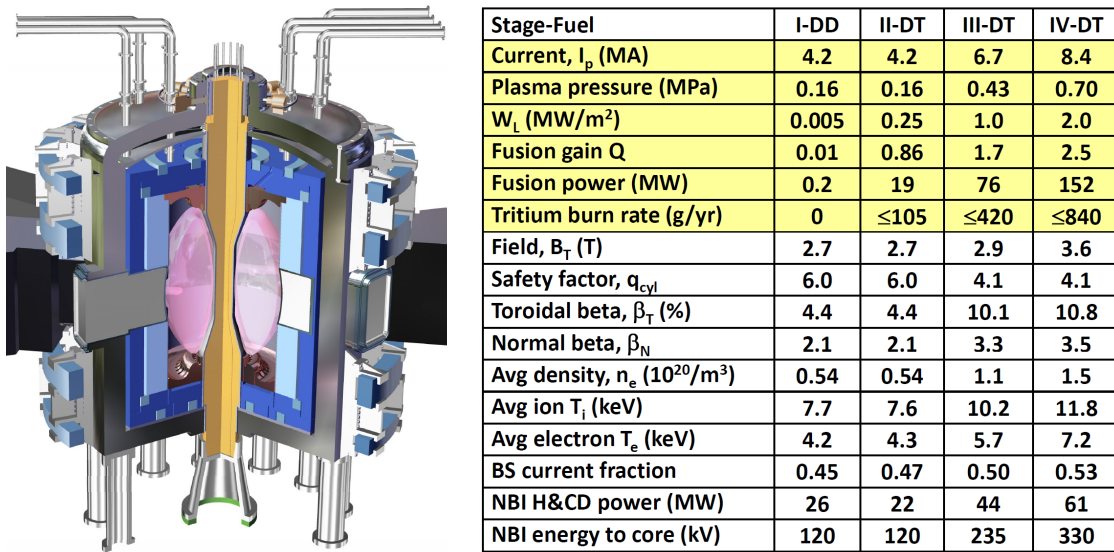 Stage-Fuel I-DD II-DT III-DT IV-DT
Current, Iₚ (MA) 4.2 4.2 6.7 8.4
Plasma pressure (MPa) 0.16 0.16 0.43 0.70
W_L (MW/m²) 0.005 0.25 1.0 2.0
Fusion gain Q 0.01 0.86 1.7 2.5
Fusion power (MW) 0.2 19 76 152
Tritium burn rate (g/yr) 0 ≤105 ≤420 ≤840
Field, B_T (T) 2.7 2.7 2.9 3.6
Safety factor, q_cyl 6.0 6.0 4.1 4.1
Toroidal beta, β_T (%) 4.4 4.4 10.1 10.8
Normal beta, β_N 2.1 2.1 3.3 3.5
Avg density, nₑ (10²⁰/m³) 0.54 0.54 1.1 1.5
Avg ion Tᵢ (keV) 7.7 7.6 10.2 11.8
Avg electron Tₑ (keV) 4.2 4.3 5.7 7.2
BS current fraction 0.45 0.47 0.50 0.53
NBI H&CD power (MW) 26 22 44 61
NBI energy to core (kV) 120 120 235 330